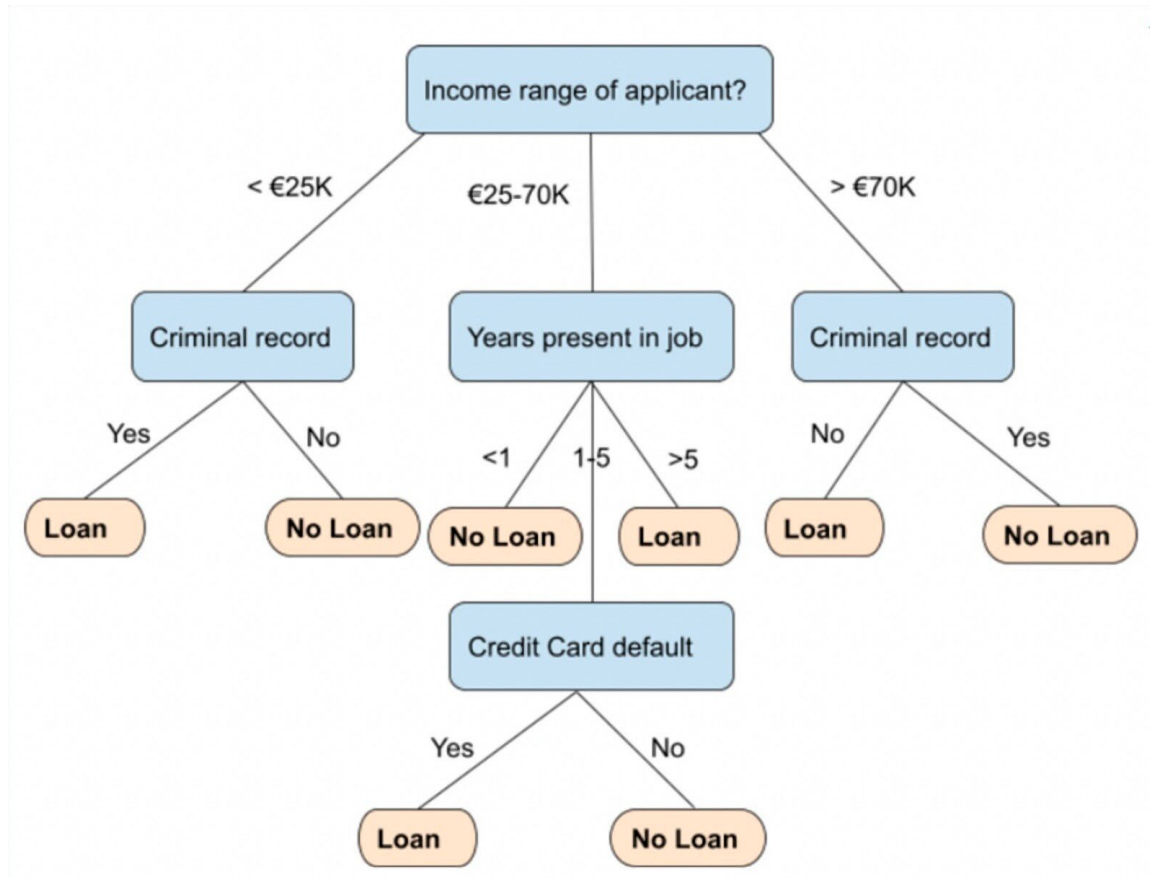 Income range of applicant?
< €25K
€25-70K
> €70K
Criminal record
Years present in job
Criminal record
Yes
No
<1
1-5
>5
No
Yes
Loan
No Loan
No Loan
Loan
Loan
No Loan
Credit Card default
Yes
No
Loan
No Loan